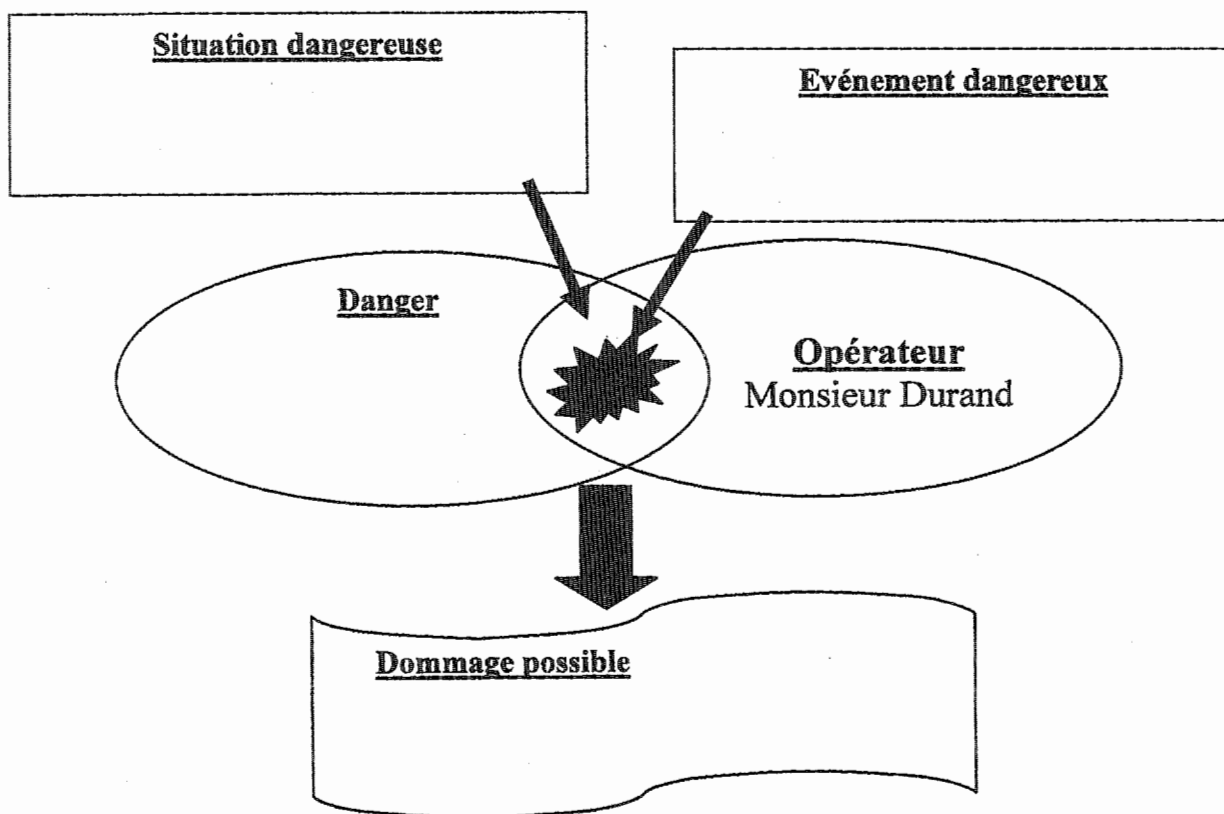 Situation dangereuse
Evénement dangereux
Danger
Opérateur
Monsieur Durand
Dommage possible